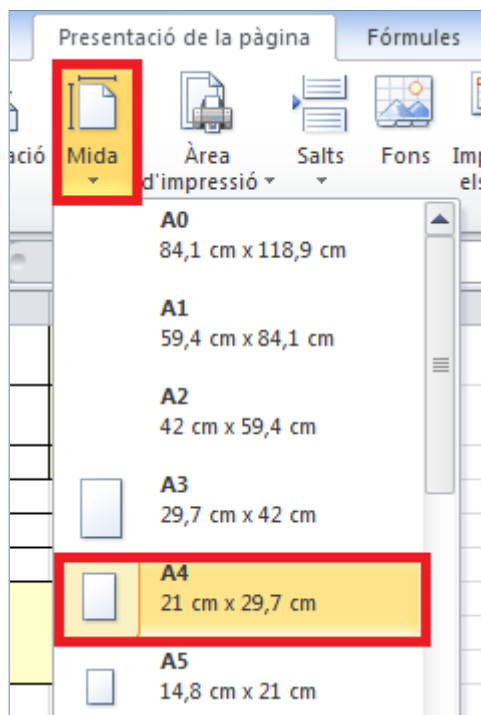 Presentació de la pàgina Fórmules
Mida Àrea d'impressió Salts Fons
A0
84,1 cm x 118,9 cm
A1
59,4 cm x 84,1 cm
A2
42 cm x 59,4 cm
A3
29,7 cm x 42 cm
A4
21 cm x 29,7 cm
A5
14,8 cm x 21 cm